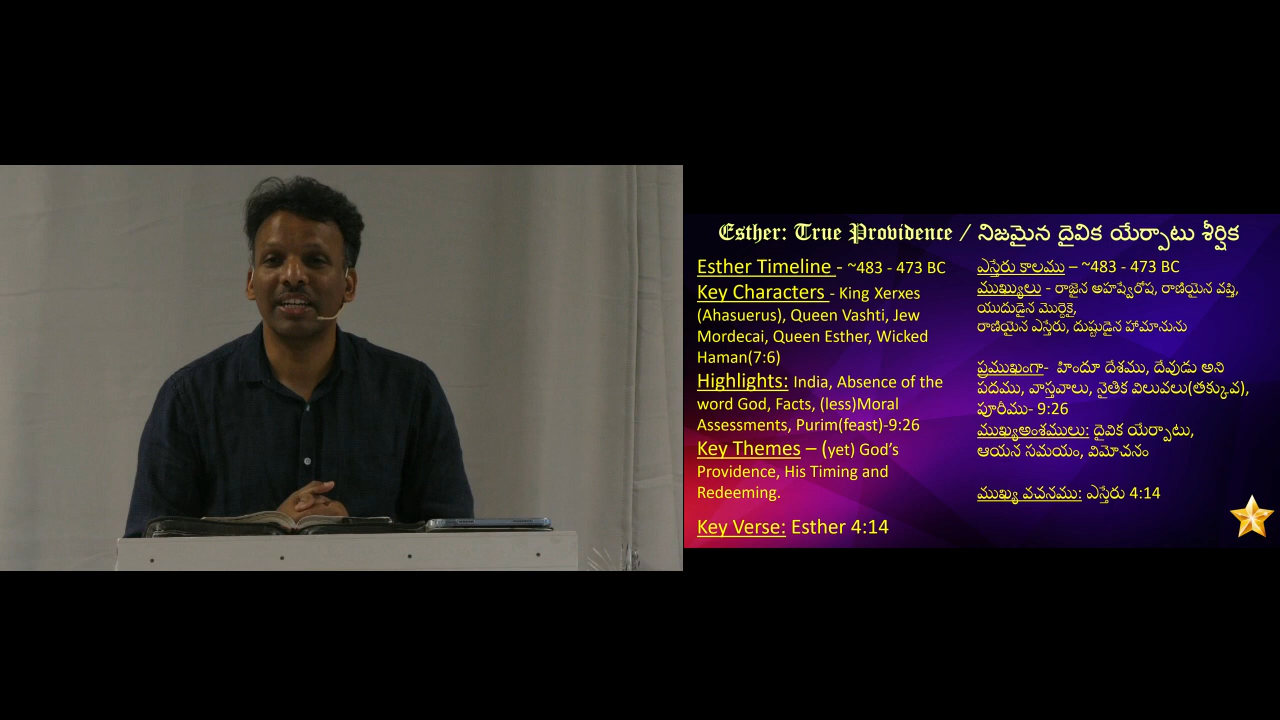 Esther: True Providence / నిజమైన దైవిక యేర్పాటు శీర్షిక
Esther Timeline - ~483 - 473 BC
Key Characters - King Xerxes
(Ahasuerus), Queen Vashti, Jew
Mordecai, Queen Esther, Wicked
Haman(7:6)
Highlights: India, Absence of the
word God, Facts, (less)Moral
Assessments, Purim(feast)-9:26
Key Themes – (yet) God's
Providence, His Timing and
Redeeming.
Key Verse: Esther 4:14
ఎస్తేరు కాలము – ~483 - 473 BC
ముఖ్యులు - రాజైన అహష్వేరోషు, రాణియైన వష్తి,
యుదుడైన మొర్దెకై,
రాణియైన ఎస్తేరు, దుష్టుడైన హామానును
ప్రముఖంగా- హిందూ దేశము, దేవుడు అని
పదము, వాస్తవాలు, నైతిక విలువలు(తక్కువ),
పూరీము- 9:26
ముఖ్యఅంశములు: దైవిక యేర్పాటు,
ఆయన సమయం, విమోచనం
ముఖ్య వచనము: ఎస్తేరు 4:14